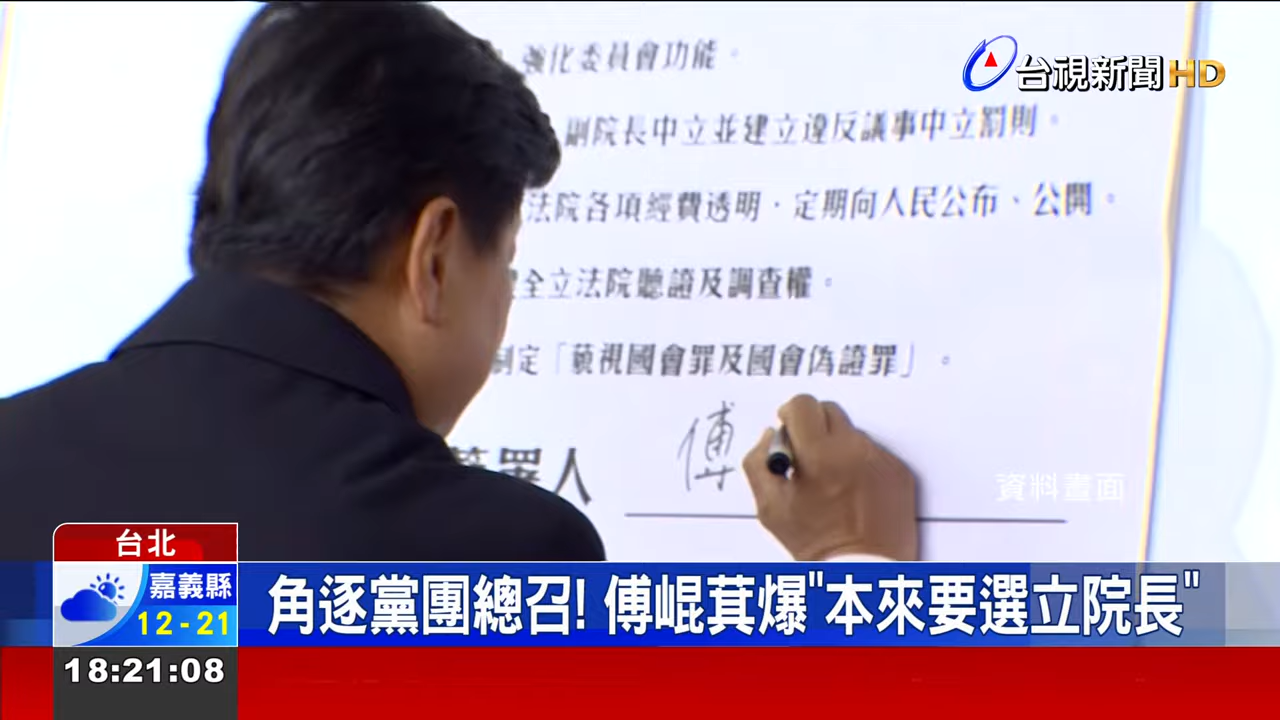 強化委員會功能。
台視新聞HD
副院長中立並建立違反議事中立罰則。
法院各項經費透明，定期向人民公布、公開。
全立法院聽證及調查權。
制定「藐視國會罪及國會偽證罪」。
傅
簽署人
資料畫面
台北
嘉義縣
12-21
角逐黨團總召! 傅崐萁爆"本來要選立院長"
18:21:08